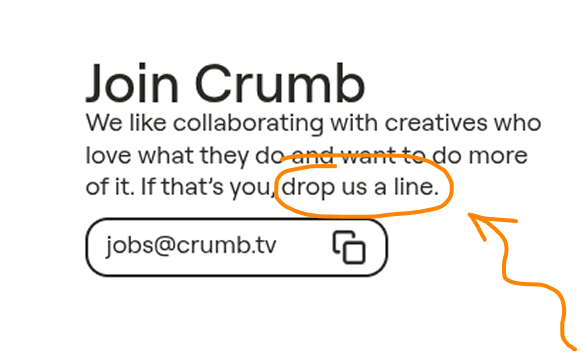 Join Crumb
We like collaborating with creatives who
love what they do and want to do more
of it. If that's you, drop us a line.
jobs@crumb.tv